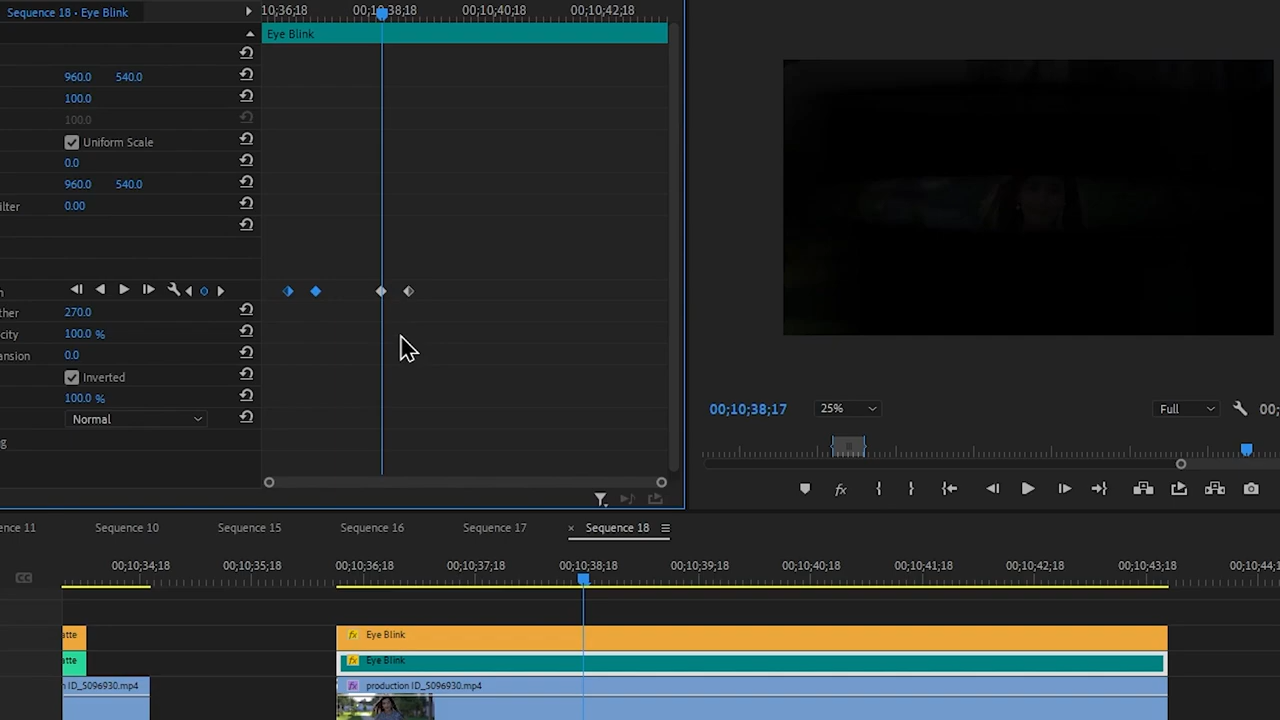 Sequence 18 • Eye Blink
10;36;18 00;10;38;18 00;10;40;18 00;10;42;18
Eye Blink
960.0 540.0
100.0
100.0
Uniform Scale
0.0
960.0 540.0
ilter 0.00
n
ther 270.0
city 100.0 %
ansion 0.0
Inverted
100.0 %
Normal
g
00;10;38;17 25% Full 00;
fx
ence 11 Sequence 10 Sequence 15 Sequence 16 Sequence 17 × Sequence 18
CC
00;10;34;18 00;10;35;18 00;10;36;18 00;10;37;18 00;10;38;18 00;10;39;18 00;10;40;18 00;10;41;18 00;10;42;18 00;10;43;18 00;10;44;1
atte fx Eye Blink
atte fx Eye Blink
n ID_5096930.mp4 fx production ID_5096930.mp4